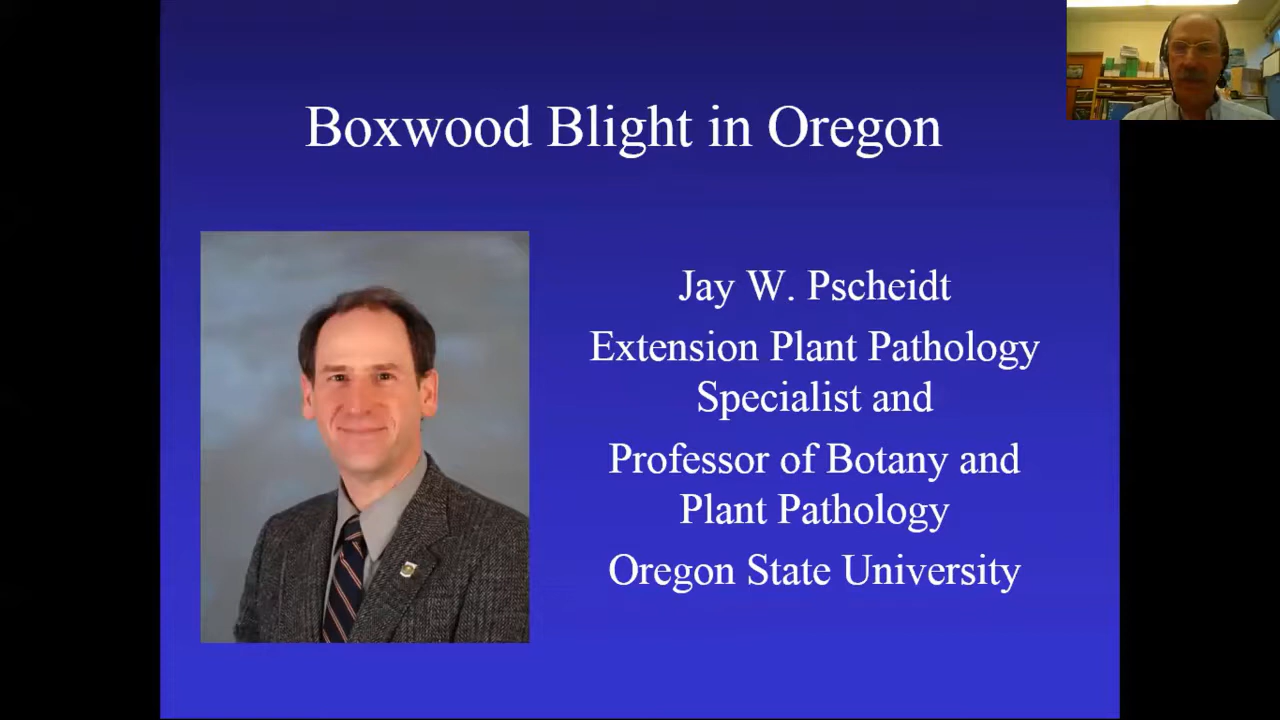 Boxwood Blight in Oregon
Jay W. Pscheidt
Extension Plant Pathology
Specialist and
Professor of Botany and
Plant Pathology
Oregon State University